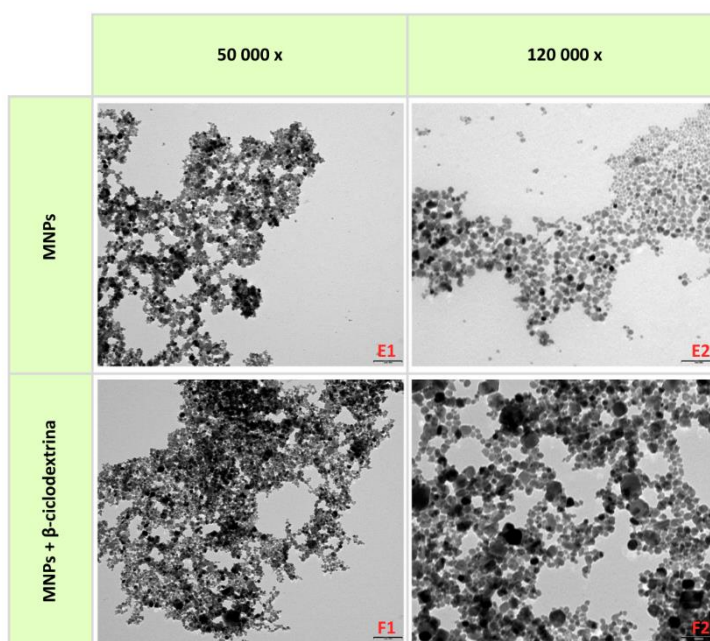 50 000 x
120 000 x
MNPs
E1
E2
MNPs + β-ciclodextrina
F1
F2